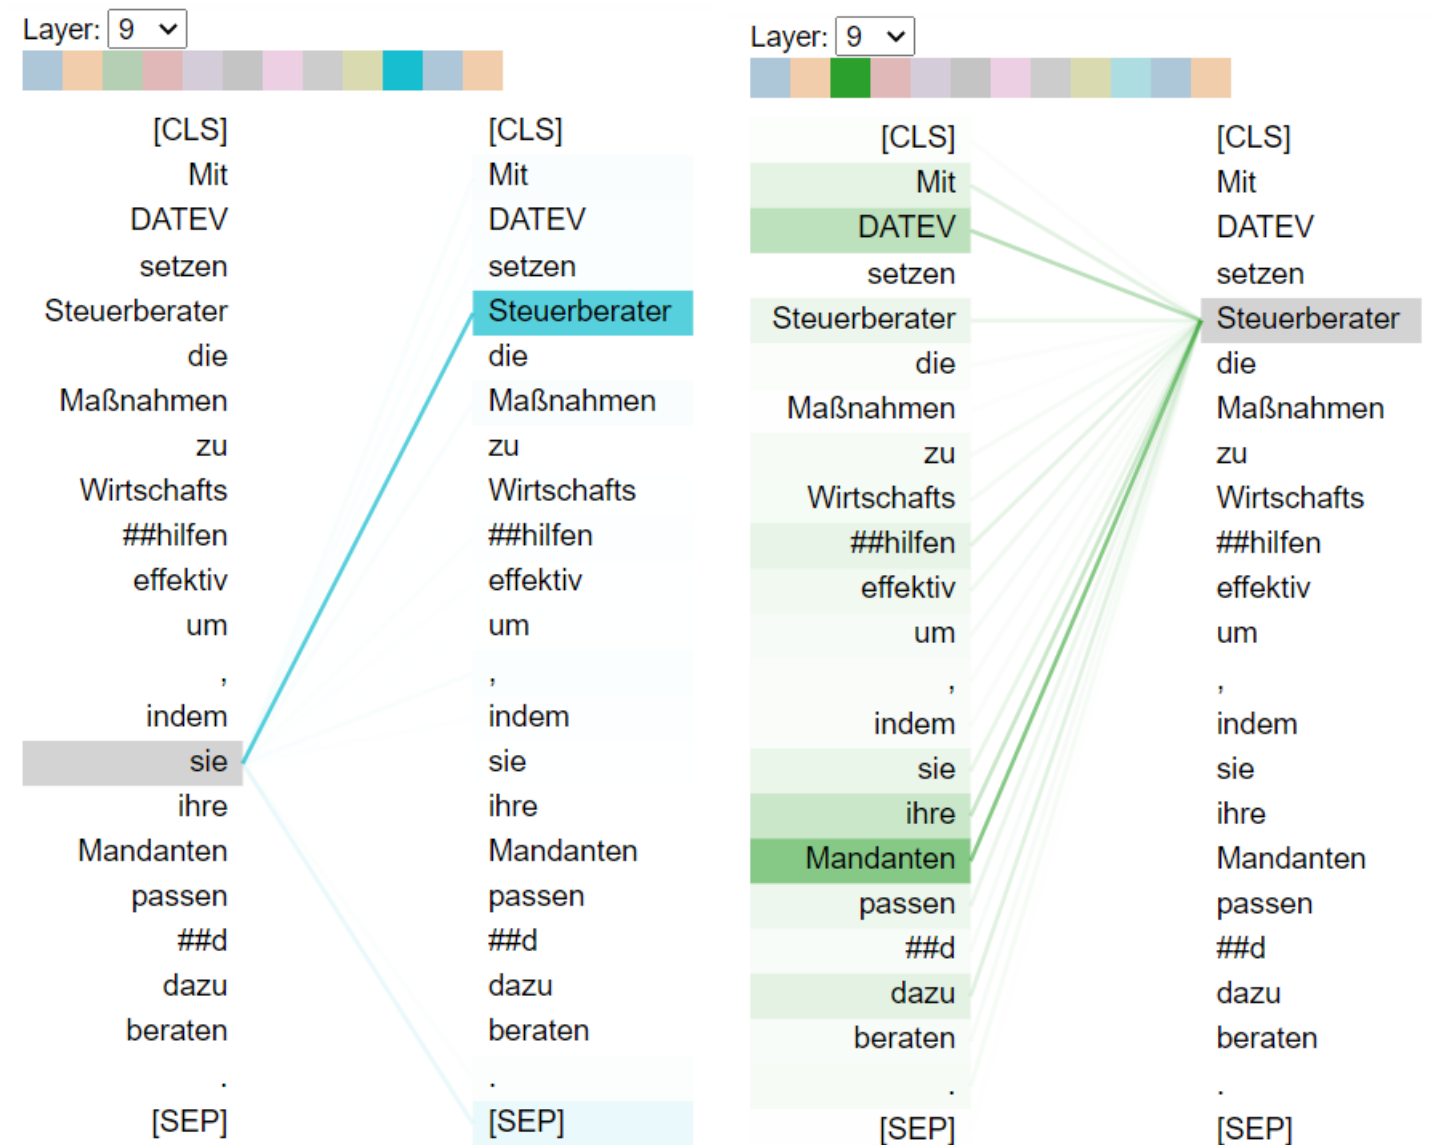 Layer: 9
[CLS] [CLS]
Mit Mit
DATEV DATEV
setzen setzen
Steuerberater Steuerberater
die die
Maßnahmen Maßnahmen
zu zu
Wirtschafts Wirtschafts
##hilfen ##hilfen
effektiv effektiv
um um
, ,
indem indem
sie sie
ihre ihre
Mandanten Mandanten
passen passen
##d ##d
dazu dazu
beraten beraten
. .
[SEP] [SEP]
Layer: 9
[CLS] [CLS]
Mit Mit
DATEV DATEV
setzen setzen
Steuerberater Steuerberater
die die
Maßnahmen Maßnahmen
zu zu
Wirtschafts Wirtschafts
##hilfen ##hilfen
effektiv effektiv
um um
, ,
indem indem
sie sie
ihre ihre
Mandanten Mandanten
passen passen
##d ##d
dazu dazu
beraten beraten
. .
[SEP] [SEP]